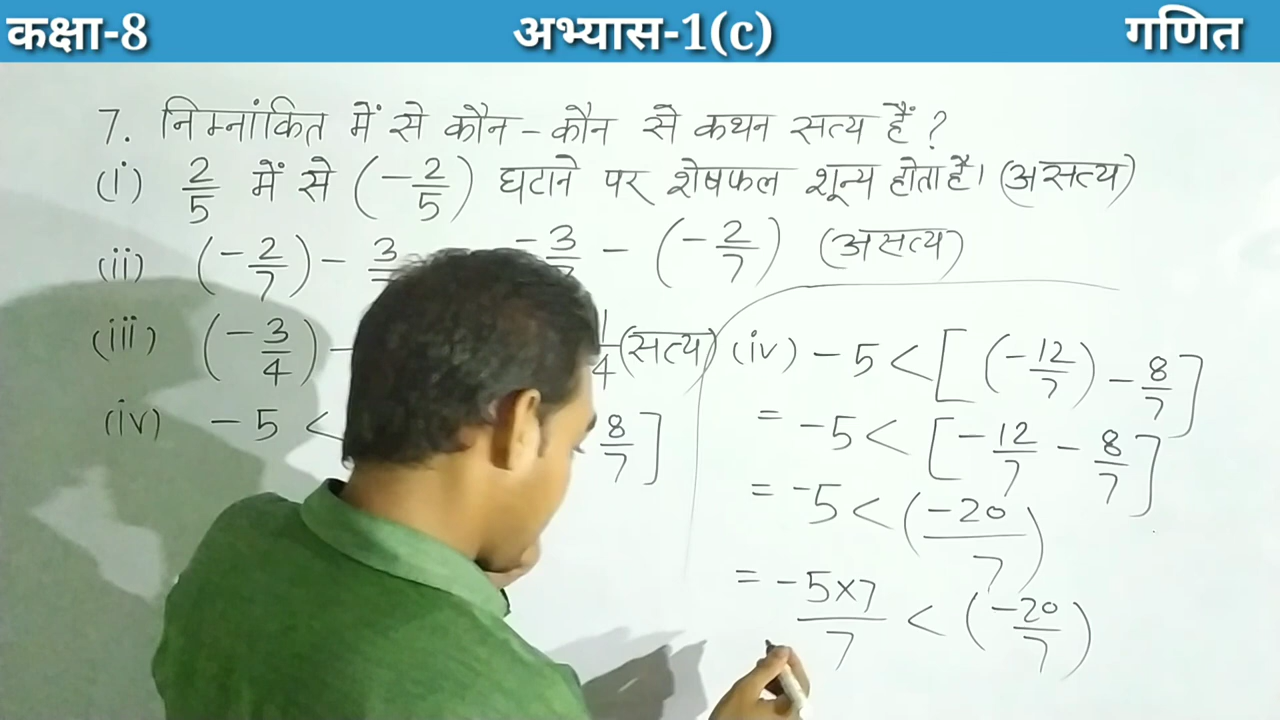 कक्षा-8 अभ्यास-1(c) गणित
7. निम्नांकित में से कौन-कौन से कथन सत्य हैं?
(i) 2/5 में से (-2/5) घटाने पर शेषफल शून्य होता है। (असत्य)
(ii) (-2/7) - 3 -3 - (-2/7) (असत्य)
(iii) (-3/4) - 1/4 (सत्य)
(iv) -5 < 8/7]
(iv) -5 < [(-12/7) - 8/7]
= -5 < [-12/7 - 8/7]
= -5 < (-20/7)
= -5×7/7 < (-20/7)